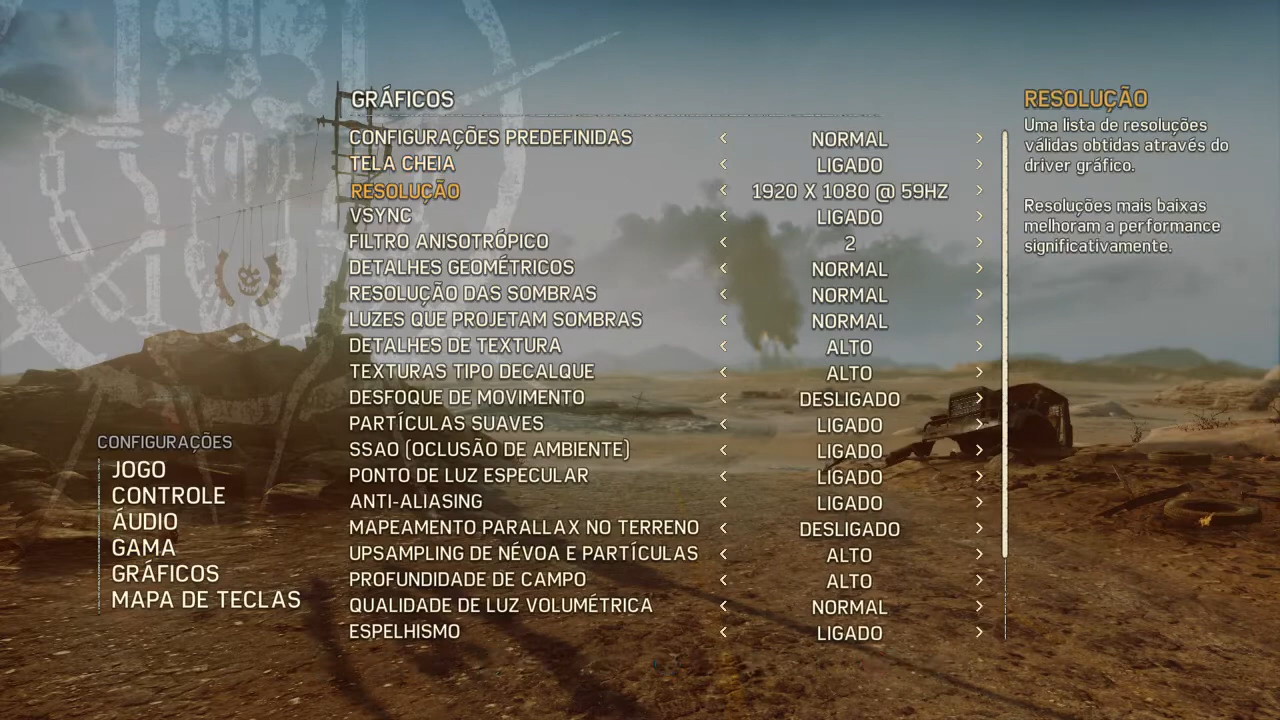 GRÁFICOS
CONFIGURAÇÕES PREDEFINIDAS < NORMAL >
TELA CHEIA < LIGADO >
RESOLUÇÃO < 1920 X 1080 @ 59HZ >
VSYNC < LIGADO >
FILTRO ANISOTRÓPICO < 2 >
DETALHES GEOMÉTRICOS < NORMAL >
RESOLUÇÃO DAS SOMBRAS < NORMAL >
LUZES QUE PROJETAM SOMBRAS < NORMAL >
DETALHES DE TEXTURA < ALTO >
TEXTURAS TIPO DECALQUE < ALTO >
DESFOQUE DE MOVIMENTO < DESLIGADO >
PARTÍCULAS SUAVES < LIGADO >
SSAO (OCLUSÃO DE AMBIENTE) < LIGADO >
PONTO DE LUZ ESPECULAR < LIGADO >
ANTI-ALIASING < LIGADO >
MAPEAMENTO PARALLAX NO TERRENO < DESLIGADO >
UPSAMPLING DE NÉVOA E PARTÍCULAS < ALTO >
PROFUNDIDADE DE CAMPO < ALTO >
QUALIDADE DE LUZ VOLUMÉTRICA < NORMAL >
ESPELHISMO < LIGADO >
RESOLUÇÃO
Uma lista de resoluções
válidas obtidas através do
driver gráfico.
Resoluções mais baixas
melhoram a performance
significativamente.
CONFIGURAÇÕES
JOGO
CONTROLE
ÁUDIO
GAMA
GRÁFICOS
MAPA DE TECLAS